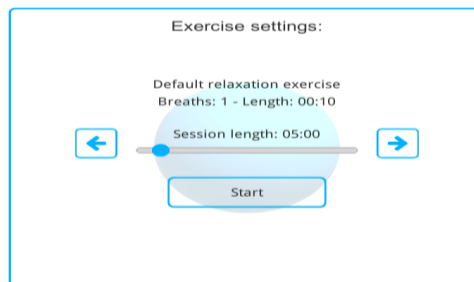 Exercise settings:
Default relaxation exercise
Breaths: 1 - Length: 00:10
Session length: 05:00
Start